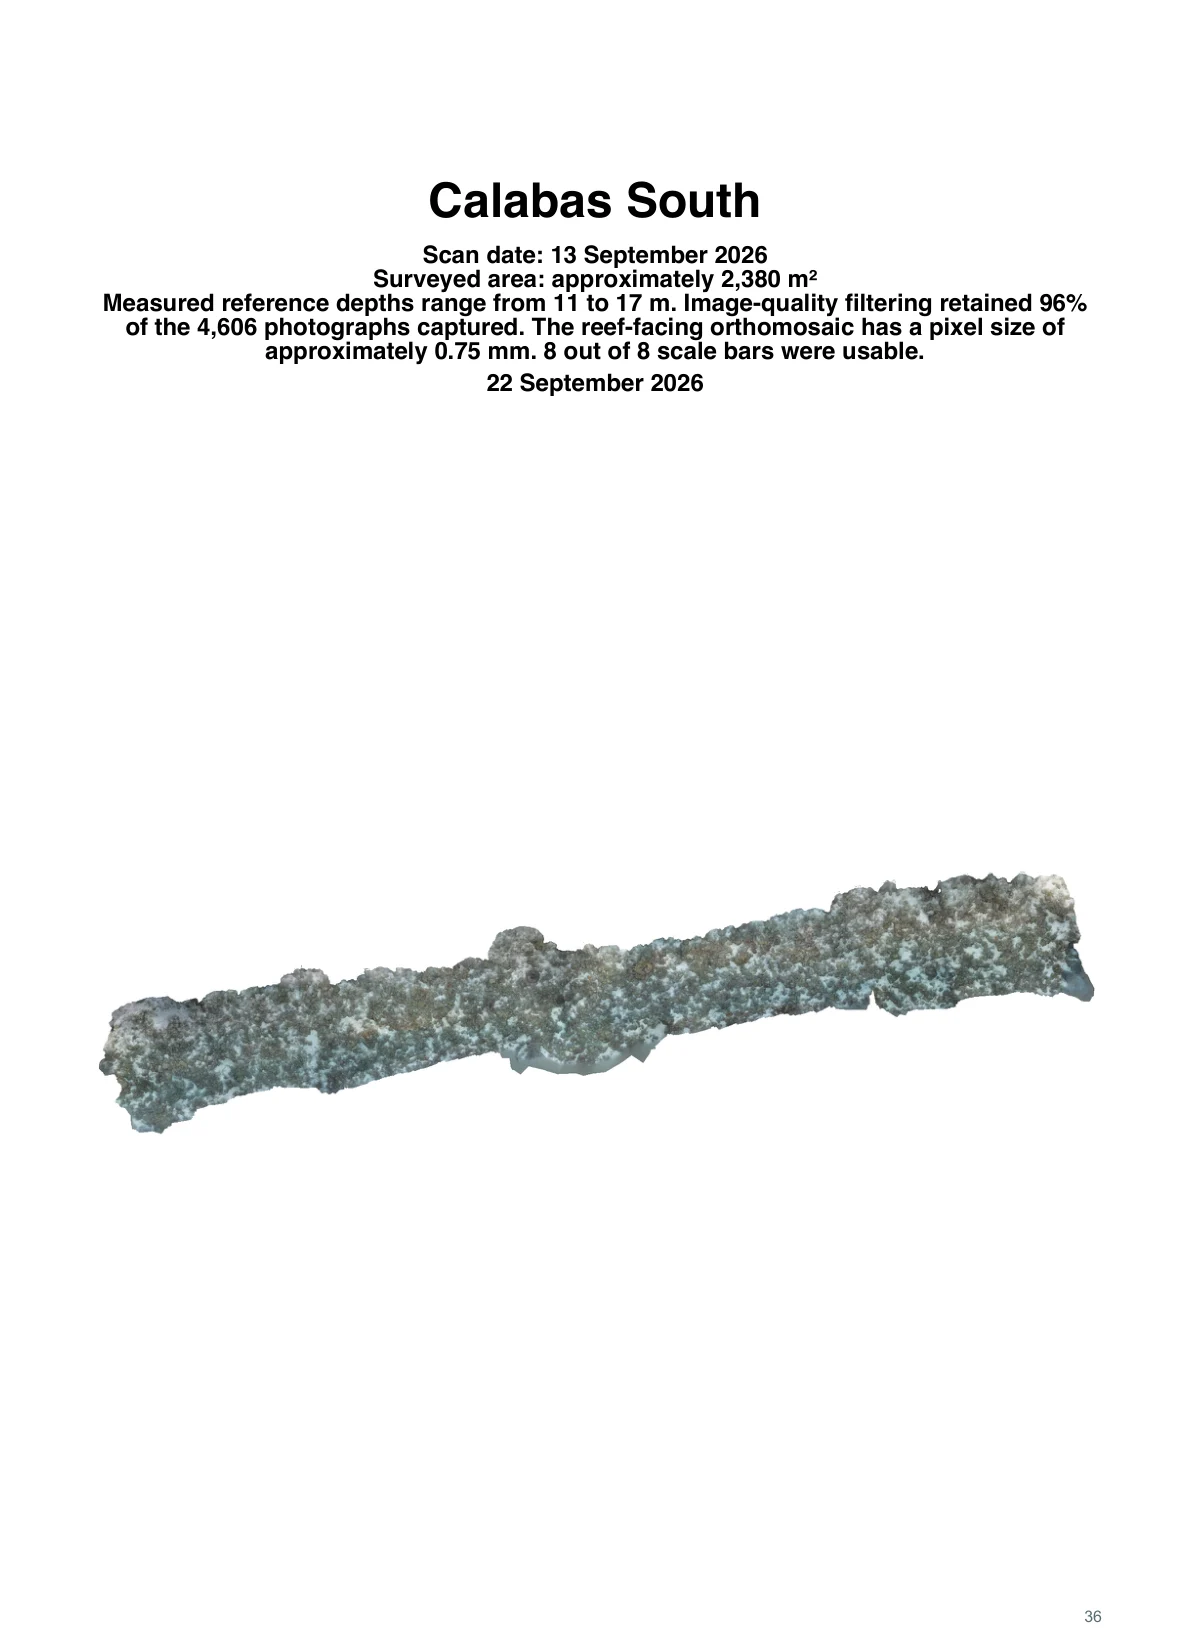 Calabas South
Scan date: 13 September 2026
Surveyed area: approximately 2,380 m²
Measured reference depths range from 11 to 17 m. Image-quality filtering retained 96%
of the 4,606 photographs captured. The reef-facing orthomosaic has a pixel size of
approximately 0.75 mm. 8 out of 8 scale bars were usable.
22 September 2026
36